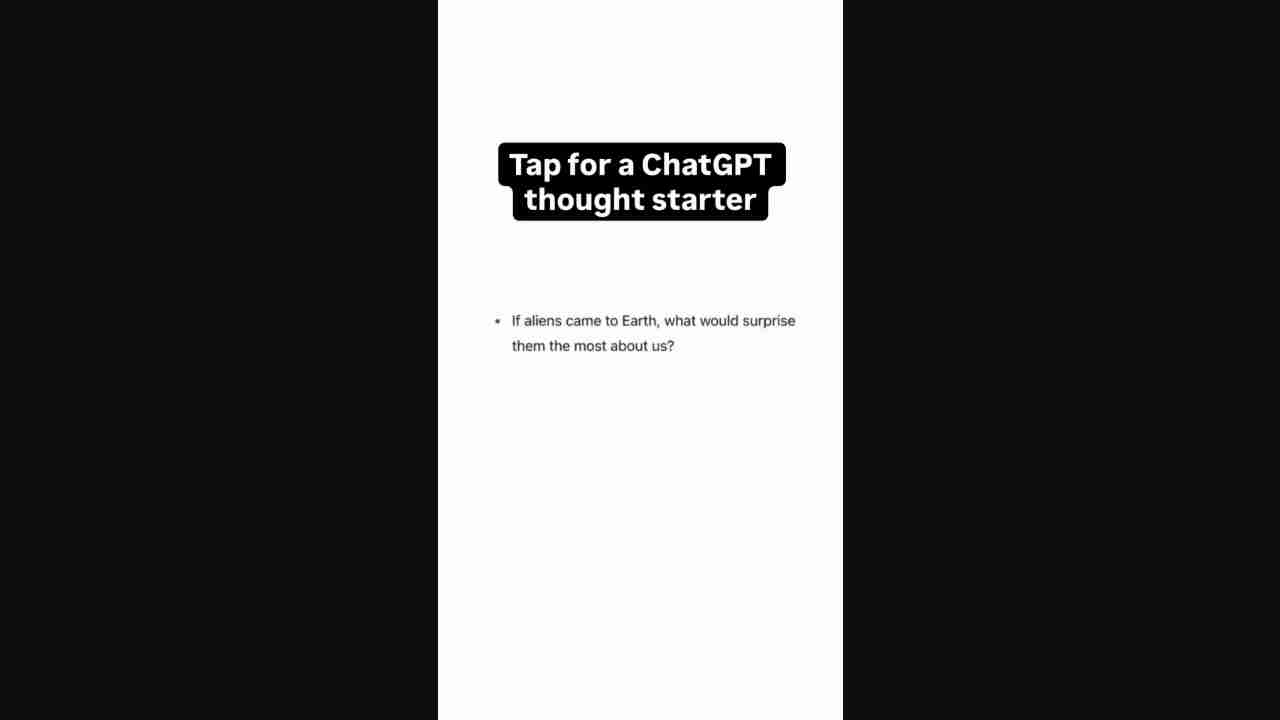 Tap for a ChatGPT
thought starter
• If aliens came to Earth, what would surprise
them the most about us?